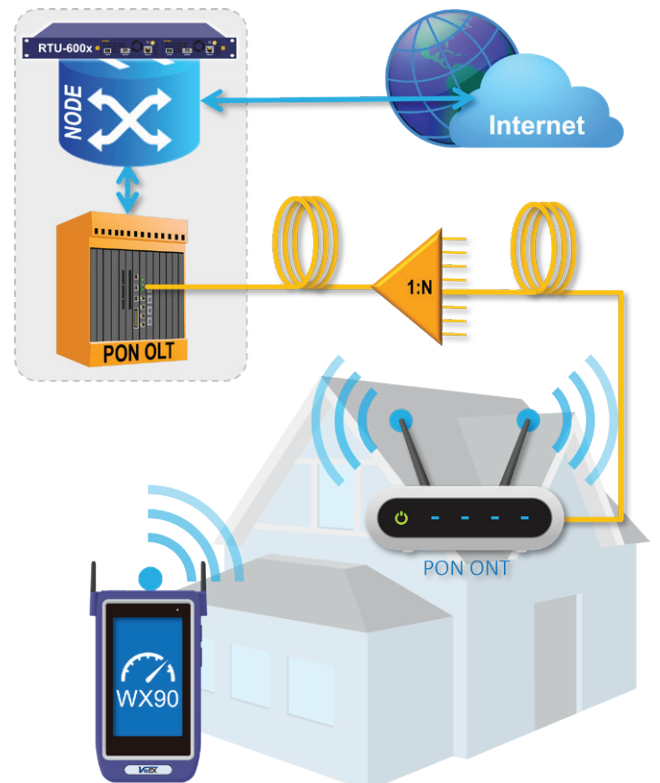 RTU-600x
NODE
Internet
PON OLT
1:N
PON ONT
WX90
VeEX